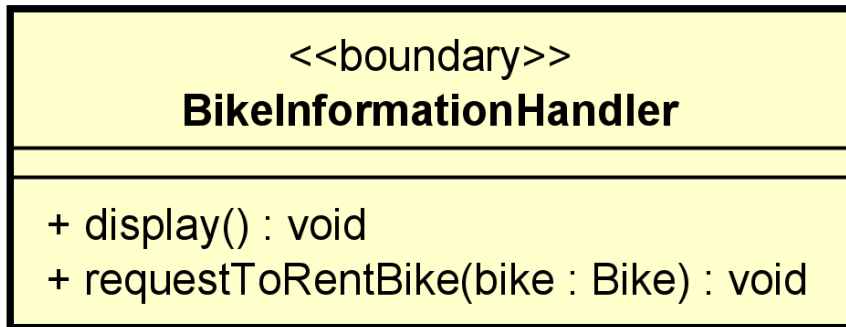 <<boundary>>
BikeInformationHandler
+ display() : void
+ requestToRentBike(bike : Bike) : void